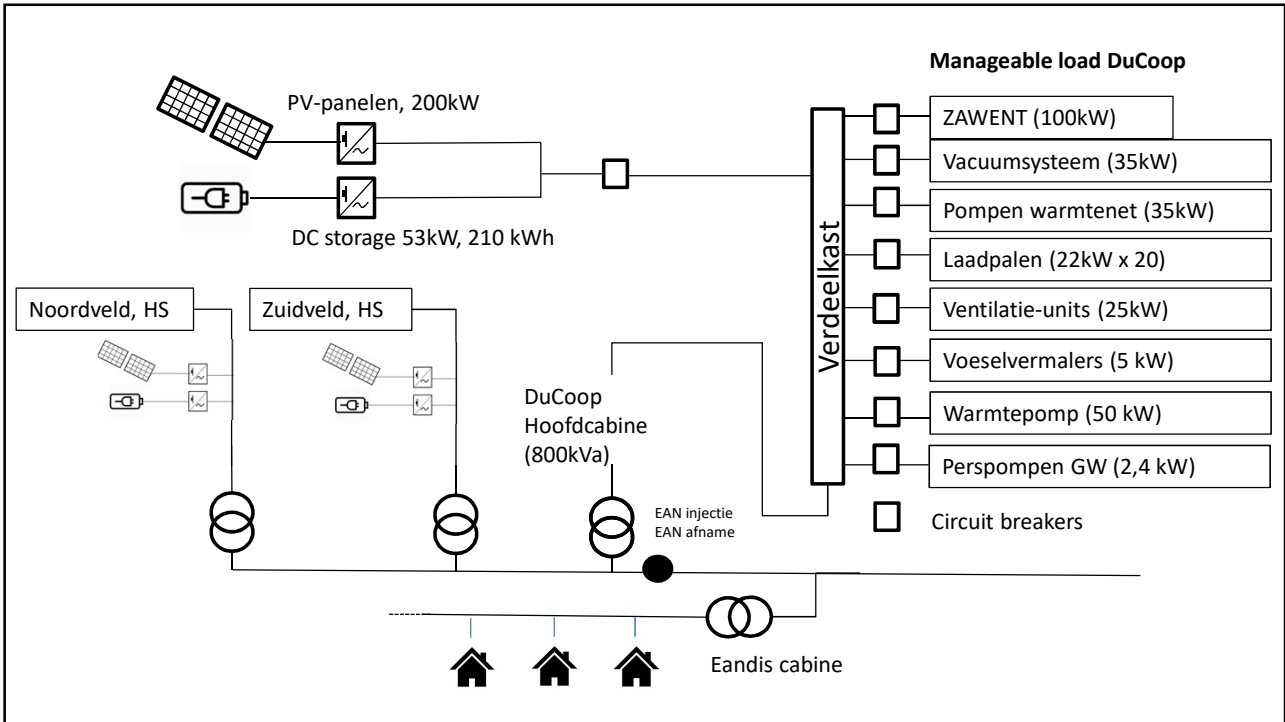 Manageable load DuCoop
PV-panelen, 200kW
DC storage 53kW, 210 kWh
ZAWENT (100kW)
Vacuumsysteem (35kW)
Pompen warmtenet (35kW)
Laadpalen (22kW x 20)
Ventilatie-units (25kW)
Voeselvermalers (5 kW)
Warmtepomp (50 kW)
Perspompen GW (2,4 kW)
Circuit breakers
Verdeelkast
Noordveld, HS
Zuidveld, HS
DuCoop
Hoofdcabine
(800kVa)
EAN injectie
EAN afname
Eandis cabine